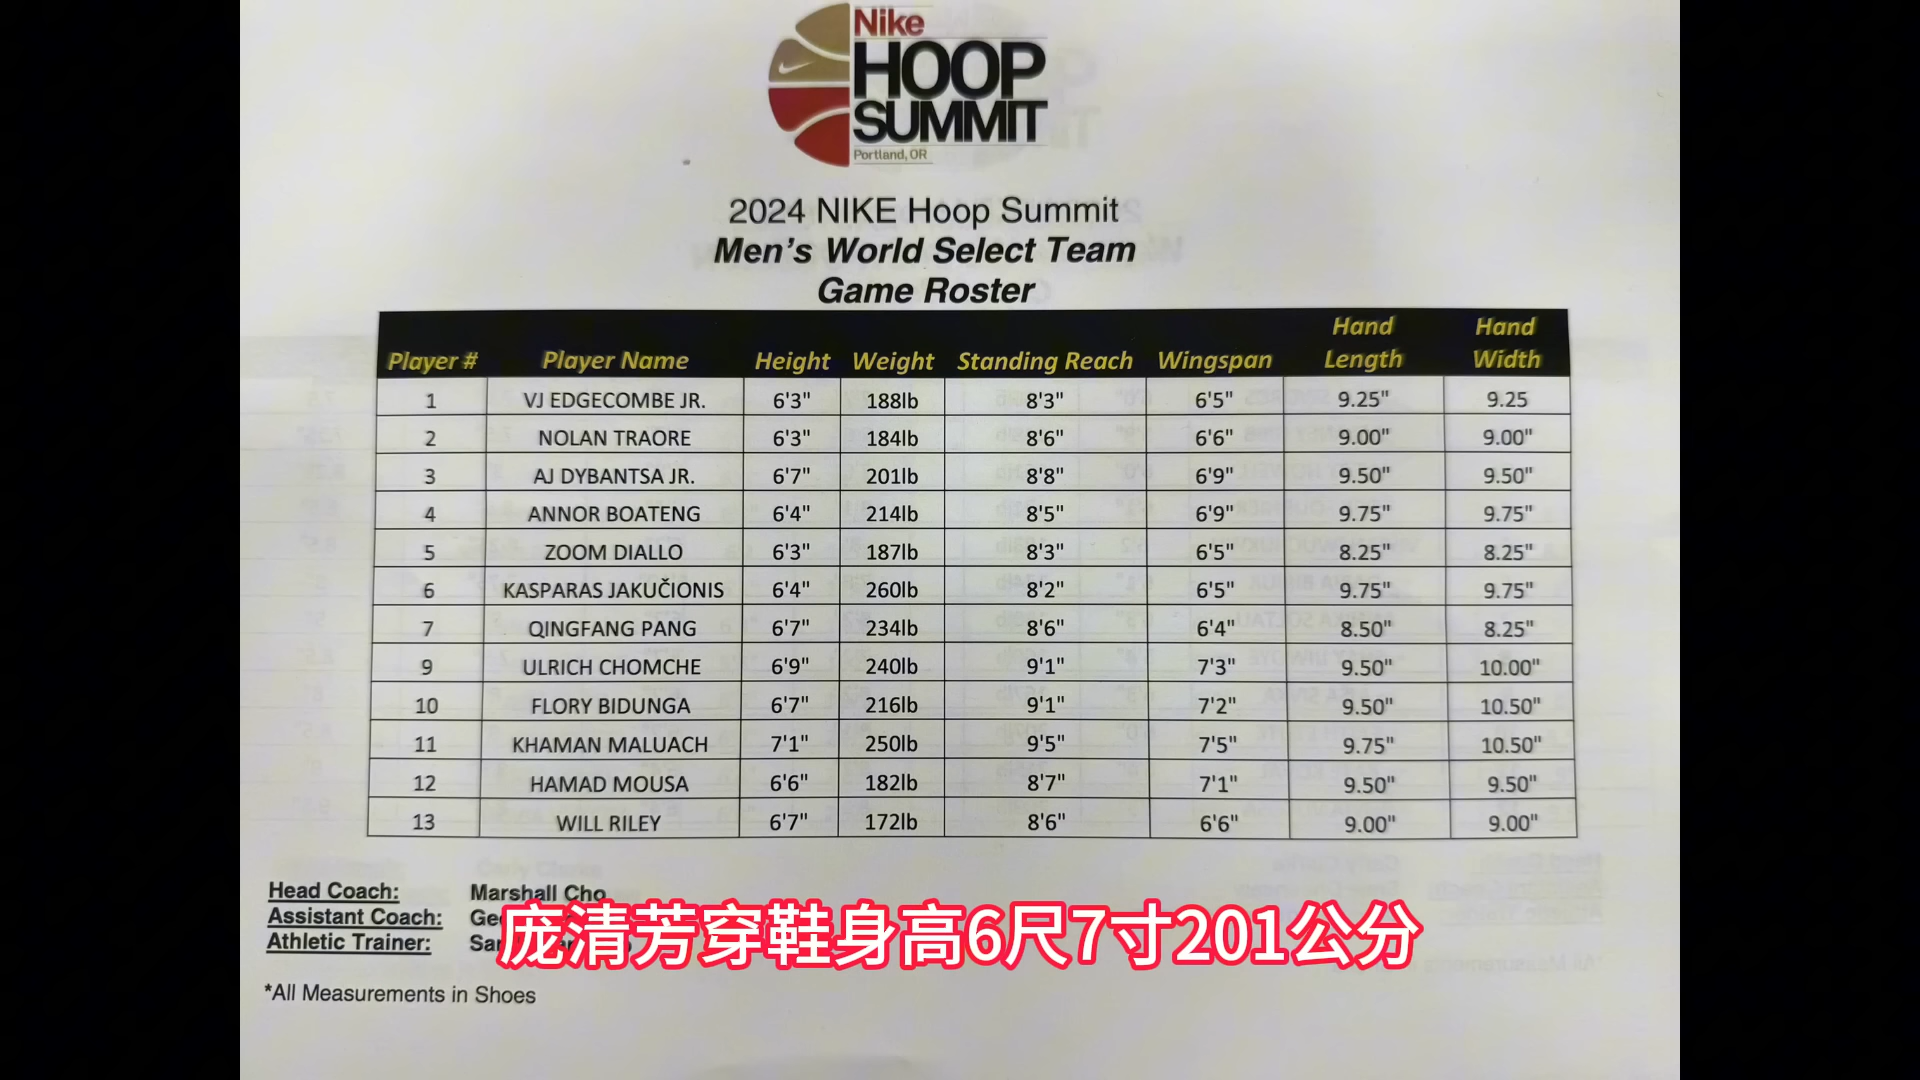 Nike
HOOP
SUMMIT
Portland, OR
2024 NIKE Hoop Summit
Men's World Select Team
Game Roster
Player # Player Name Height Weight Standing Reach Wingspan Hand Length Hand Width
1 VJ EDGECOMBE JR. 6'3" 188lb 8'3" 6'5" 9.25" 9.25
2 NOLAN TRAORE 6'3" 184lb 8'6" 6'6" 9.00" 9.00"
3 AJ DYBANTSA JR. 6'7" 201lb 8'8" 6'9" 9.50" 9.50"
4 ANNOR BOATENG 6'4" 214lb 8'5" 6'9" 9.75" 9.75"
5 ZOOM DIALLO 6'3" 187lb 8'3" 6'5" 8.25" 8.25"
6 KASPARAS JAKUČIONIS 6'4" 260lb 8'2" 6'5" 9.75" 9.75"
7 QINGFANG PANG 6'7" 234lb 8'6" 6'4" 8.50" 8.25"
9 ULRICH CHOMCHE 6'9" 240lb 9'1" 7'3" 9.50" 10.00"
10 FLORY BIDUNGA 6'7" 216lb 9'1" 7'2" 9.50" 10.50"
11 KHAMAN MALUACH 7'1" 250lb 9'5" 7'5" 9.75" 10.50"
12 HAMAD MOUSA 6'6" 182lb 8'7" 7'1" 9.50" 9.50"
13 WILL RILEY 6'7" 172lb 8'6" 6'6" 9.00" 9.00"
Head Coach: Marshall Cho
Assistant Coach:
Athletic Trainer:
庞清芳穿鞋身高6尺7寸201公分
*All Measurements in Shoes